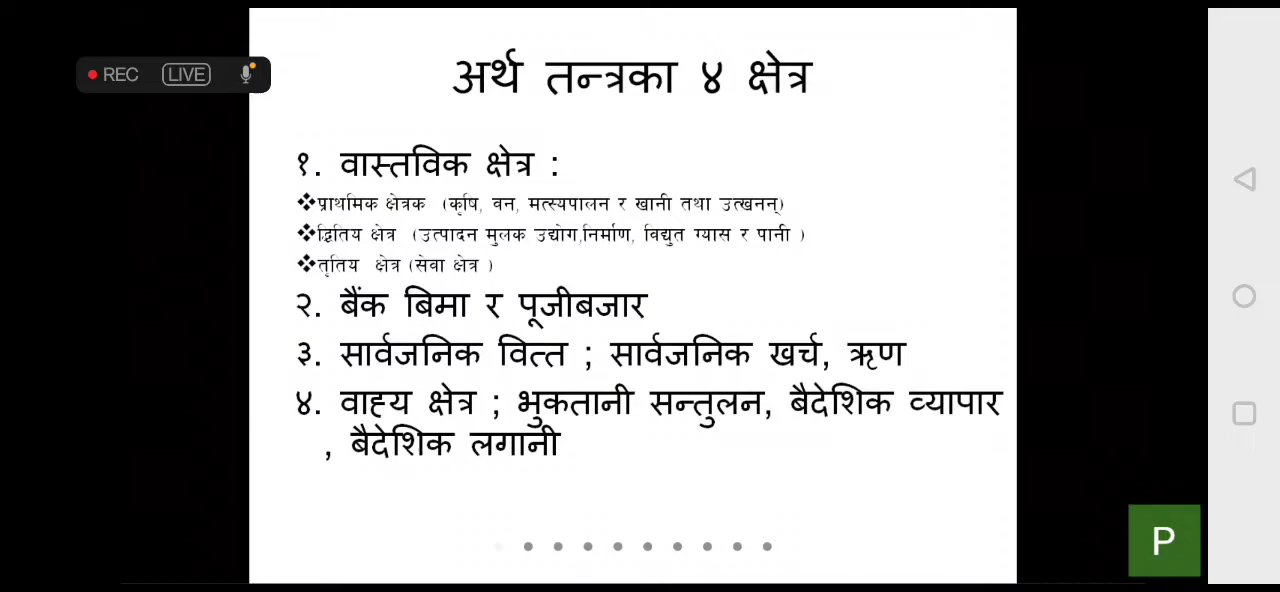 REC LIVE
अर्थ तन्त्रका ४ क्षेत्र
१. वास्तविक क्षेत्र :
❖प्राथमिक क्षेत्रक (कृषि, वन, मत्स्यपालन र खानी तथा उत्खनन्)
❖द्धितिय क्षेत्र (उत्पादन मुलक उद्योग,निर्माण, विद्युत ग्यास र पानी )
❖तृतिय क्षेत्र (सेवा क्षेत्र )
२. बैंक बिमा र पूजीबजार
३. सार्वजनिक वित्त ; सार्वजनिक खर्च, ऋण
४. वाह्य क्षेत्र ; भुकतानी सन्तुलन, बैदेशिक व्यापार
, बैदेशिक लगानी
P